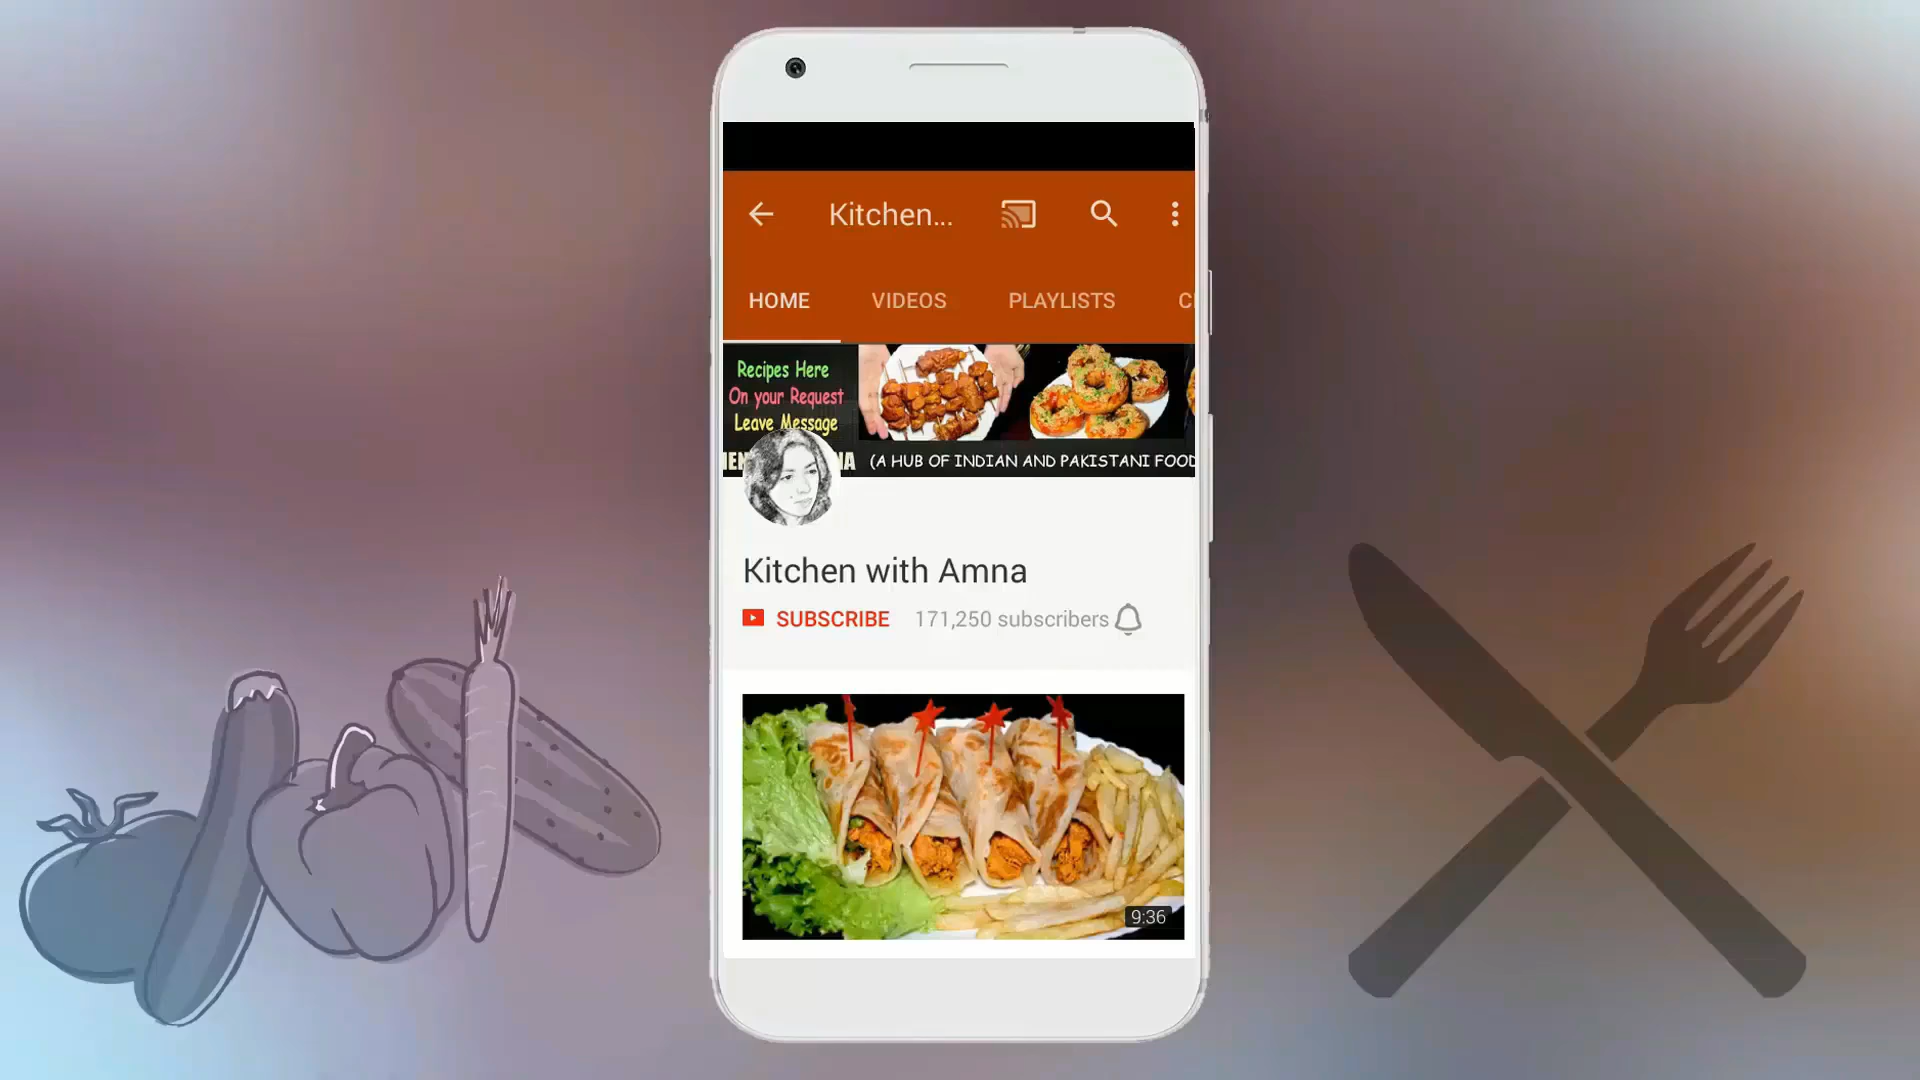 Kitchen...
HOME VIDEOS PLAYLISTS
Recipes Here
On your Request
Leave Message
(A HUB OF INDIAN AND PAKISTANI FOOD
Kitchen with Amna
SUBSCRIBE 171,250 subscribers
9:36